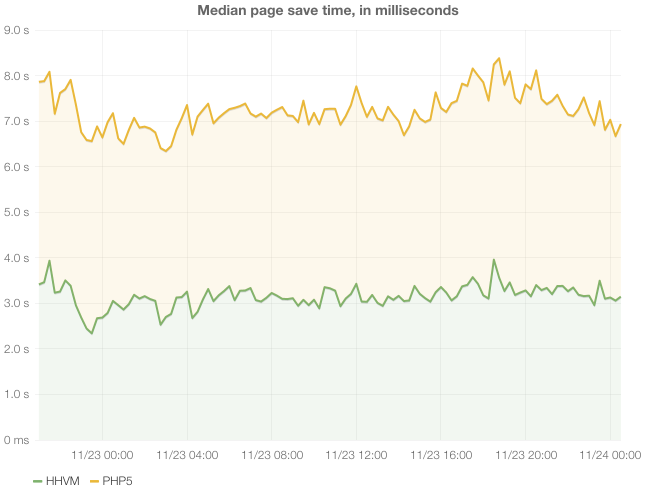 Median page save time, in milliseconds
9.0 s
8.0 s
7.0 s
6.0 s
5.0 s
4.0 s
3.0 s
2.0 s
1.0 s
0 ms
11/23 00:00 11/23 04:00 11/23 08:00 11/23 12:00 11/23 16:00 11/23 20:00 11/24 00:00
HHVM PHP5